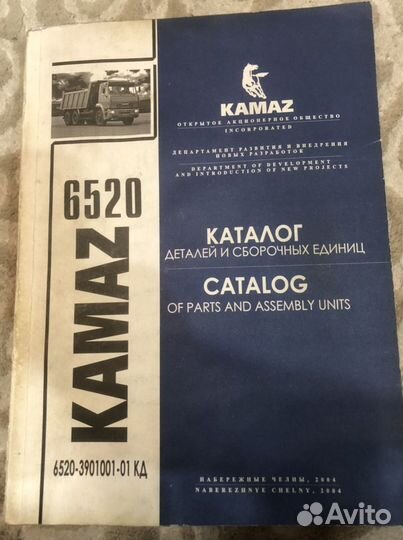 KAMAZ
ОТКРЫТОЕ АКЦИОНЕРНОЕ ОБЩЕСТВО
INCORPORATED
ДЕПАРТАМЕНТ РАЗВИТИЯ И ВНЕДРЕНИЯ
НОВЫХ РАЗРАБОТОК
DEPARTMENT OF DEVELOPMENT
AND INTRODUCTION OF NEW PROJECTS
6520
KAMAZ
КАТАЛОГ
ДЕТАЛЕЙ И СБОРОЧНЫХ ЕДИНИЦ
CATALOG
OF PARTS AND ASSEMBLY UNITS
6520-3901001-01 КД
НАБЕРЕЖНЫЕ ЧЕЛНЫ, 2004
NABEREZHNYE CHELNY, 2004
Avito